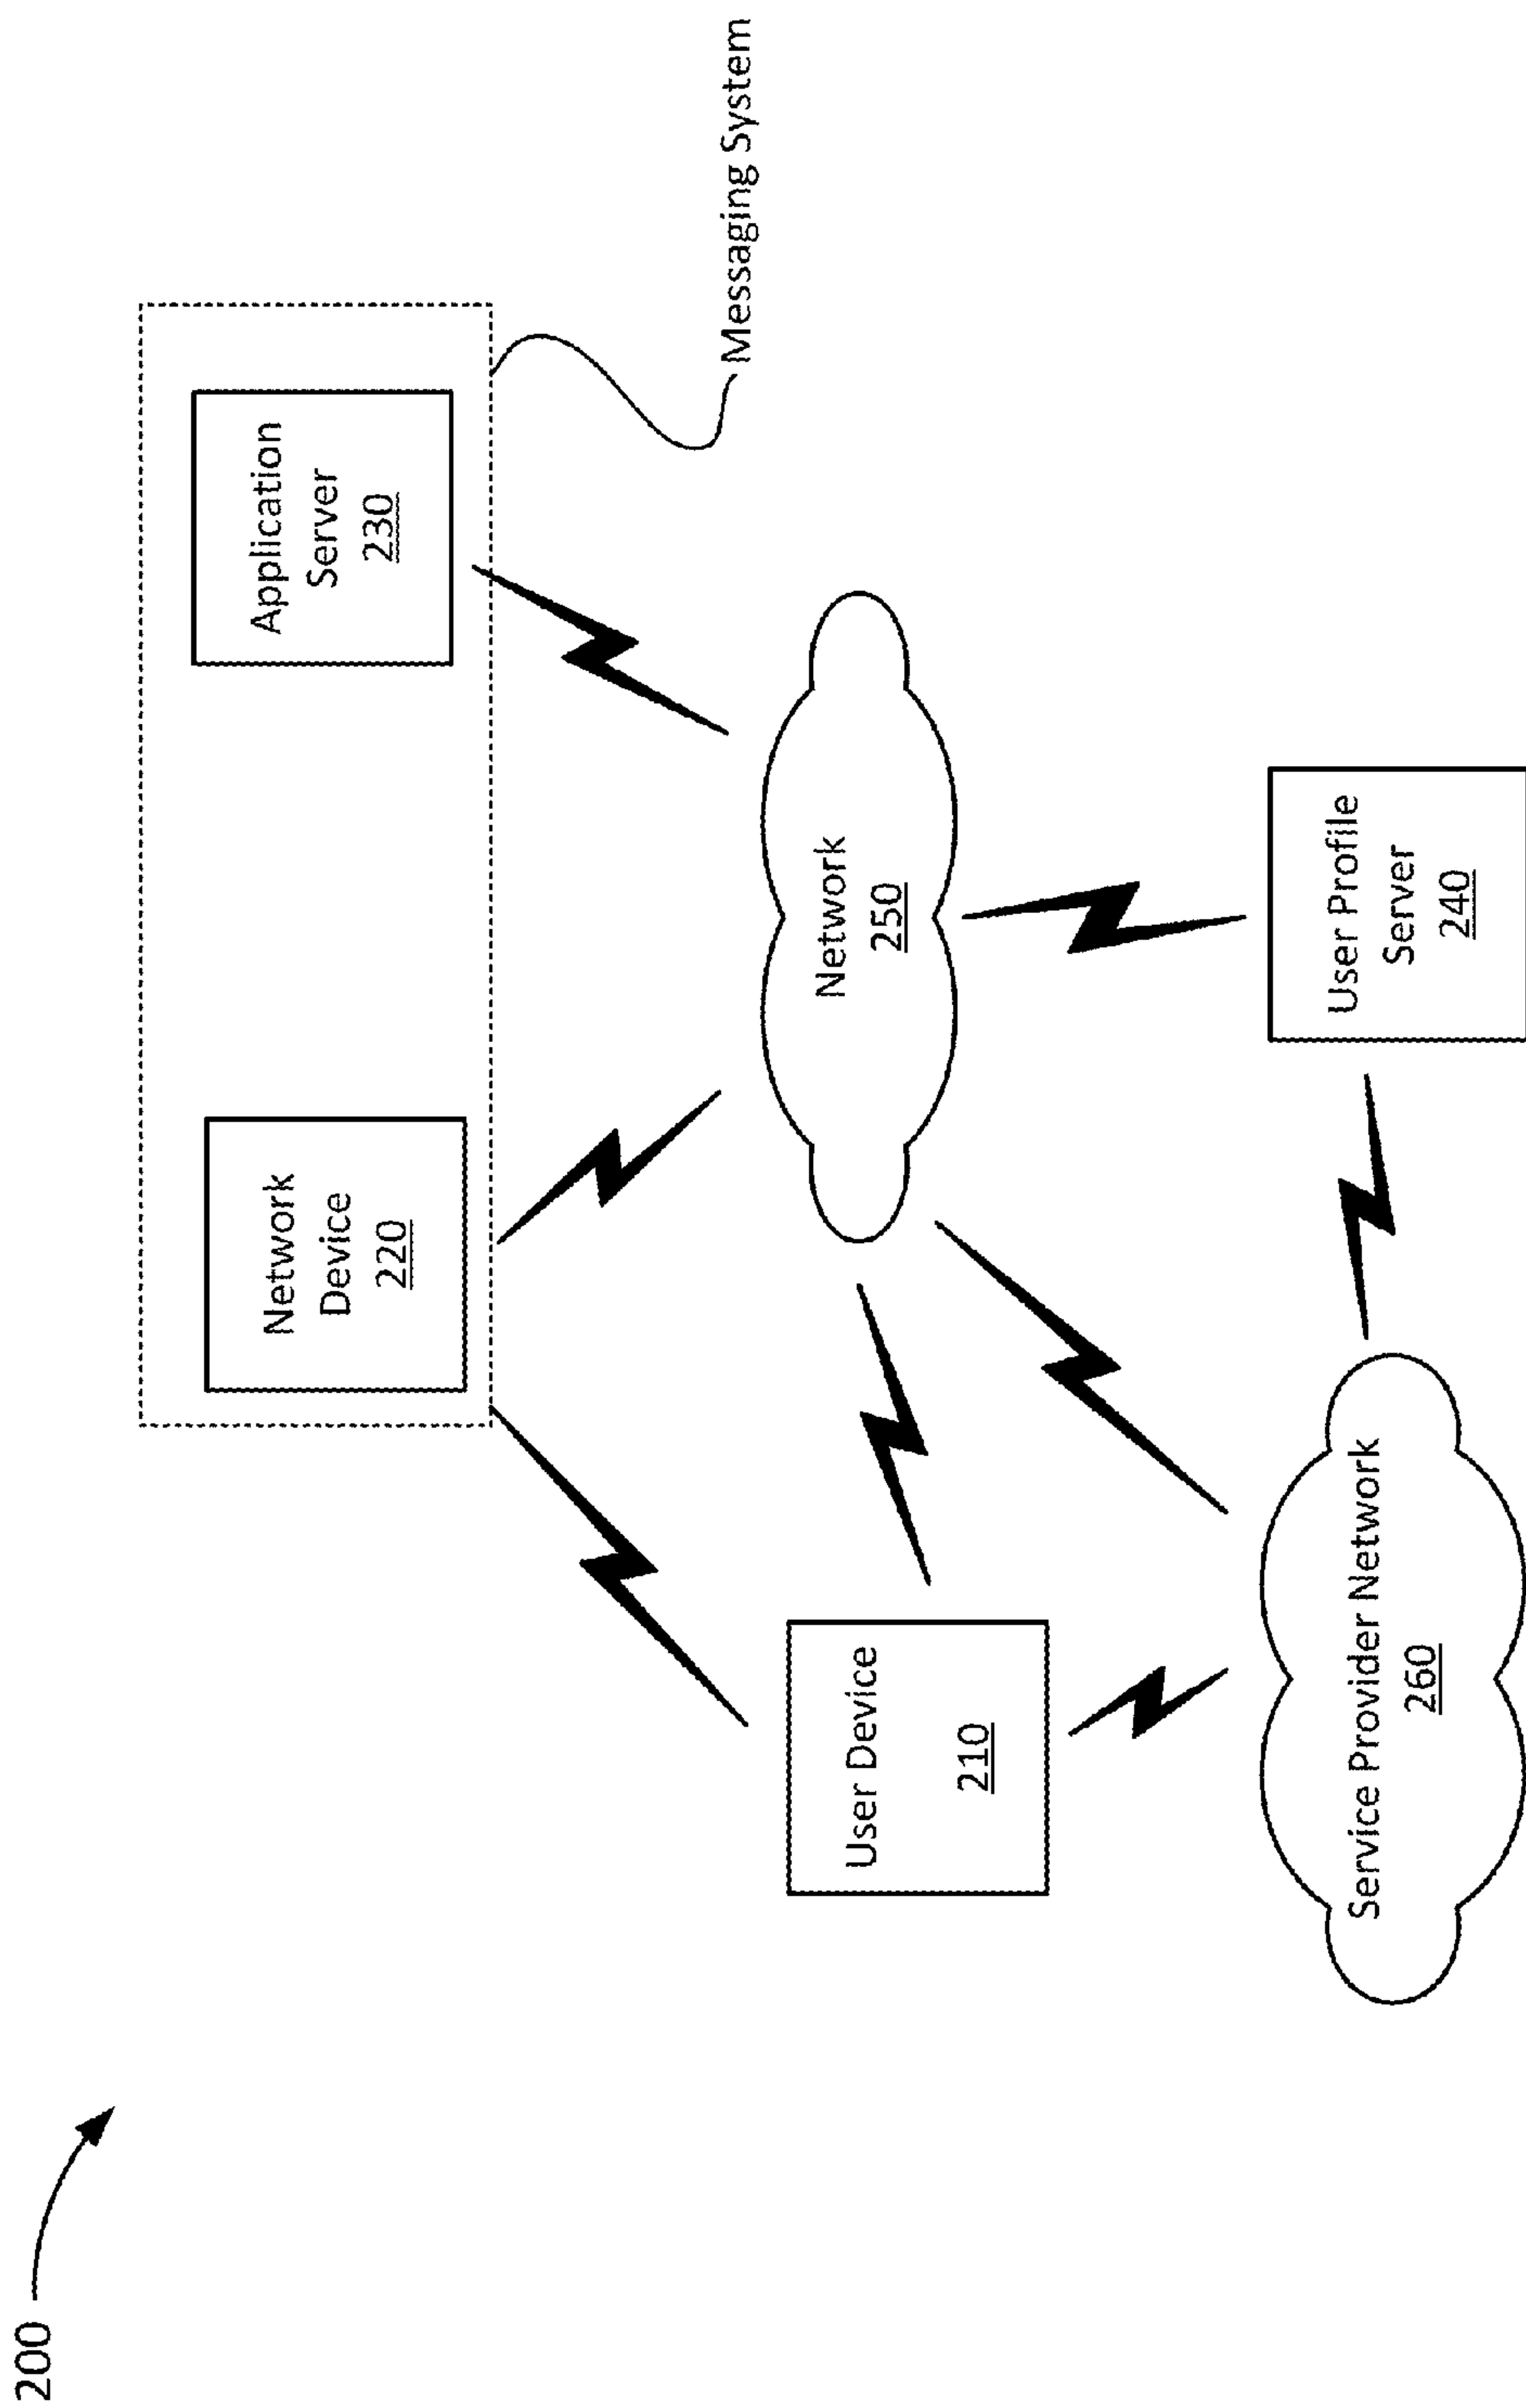 200
Network
Device
220
Application
Server
230
Messaging System
User Device
210
Network
250
Service Provider Network
260
User Profile
Server
240